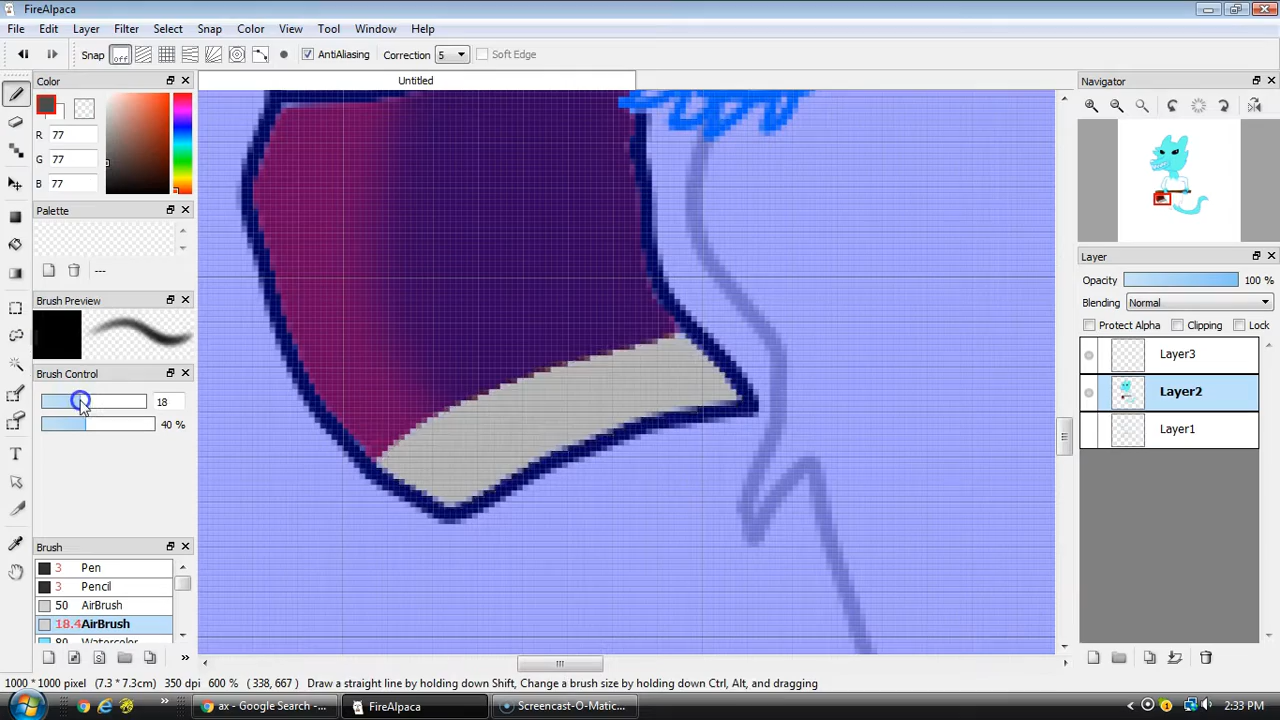 FireAlpaca
File Edit Layer Filter Select Snap Color View Tool Window Help
Snap off AntiAliasing Correction 5 Soft Edge
Untitled
Color
R 77
G 77
B 77
Palette
---
Brush Preview
Brush Control
18
40 %
Brush
3 Pen
3 Pencil
50 AirBrush
18.4 AirBrush
80 Watercolor
Navigator
Layer
Opacity 100 %
Blending Normal
Protect Alpha Clipping Lock
Layer3
Layer2
Layer1
1000 * 1000 pixel (7.2 * 7.3cm) 350 dpi 600 % (338,667) Draw a straight line by holding down Shift, Change a brush size by holding down Ctrl, Alt, and dragging
ax - Google Search -... FireAlpaca Screencast-O-Matic... 2:33 PM